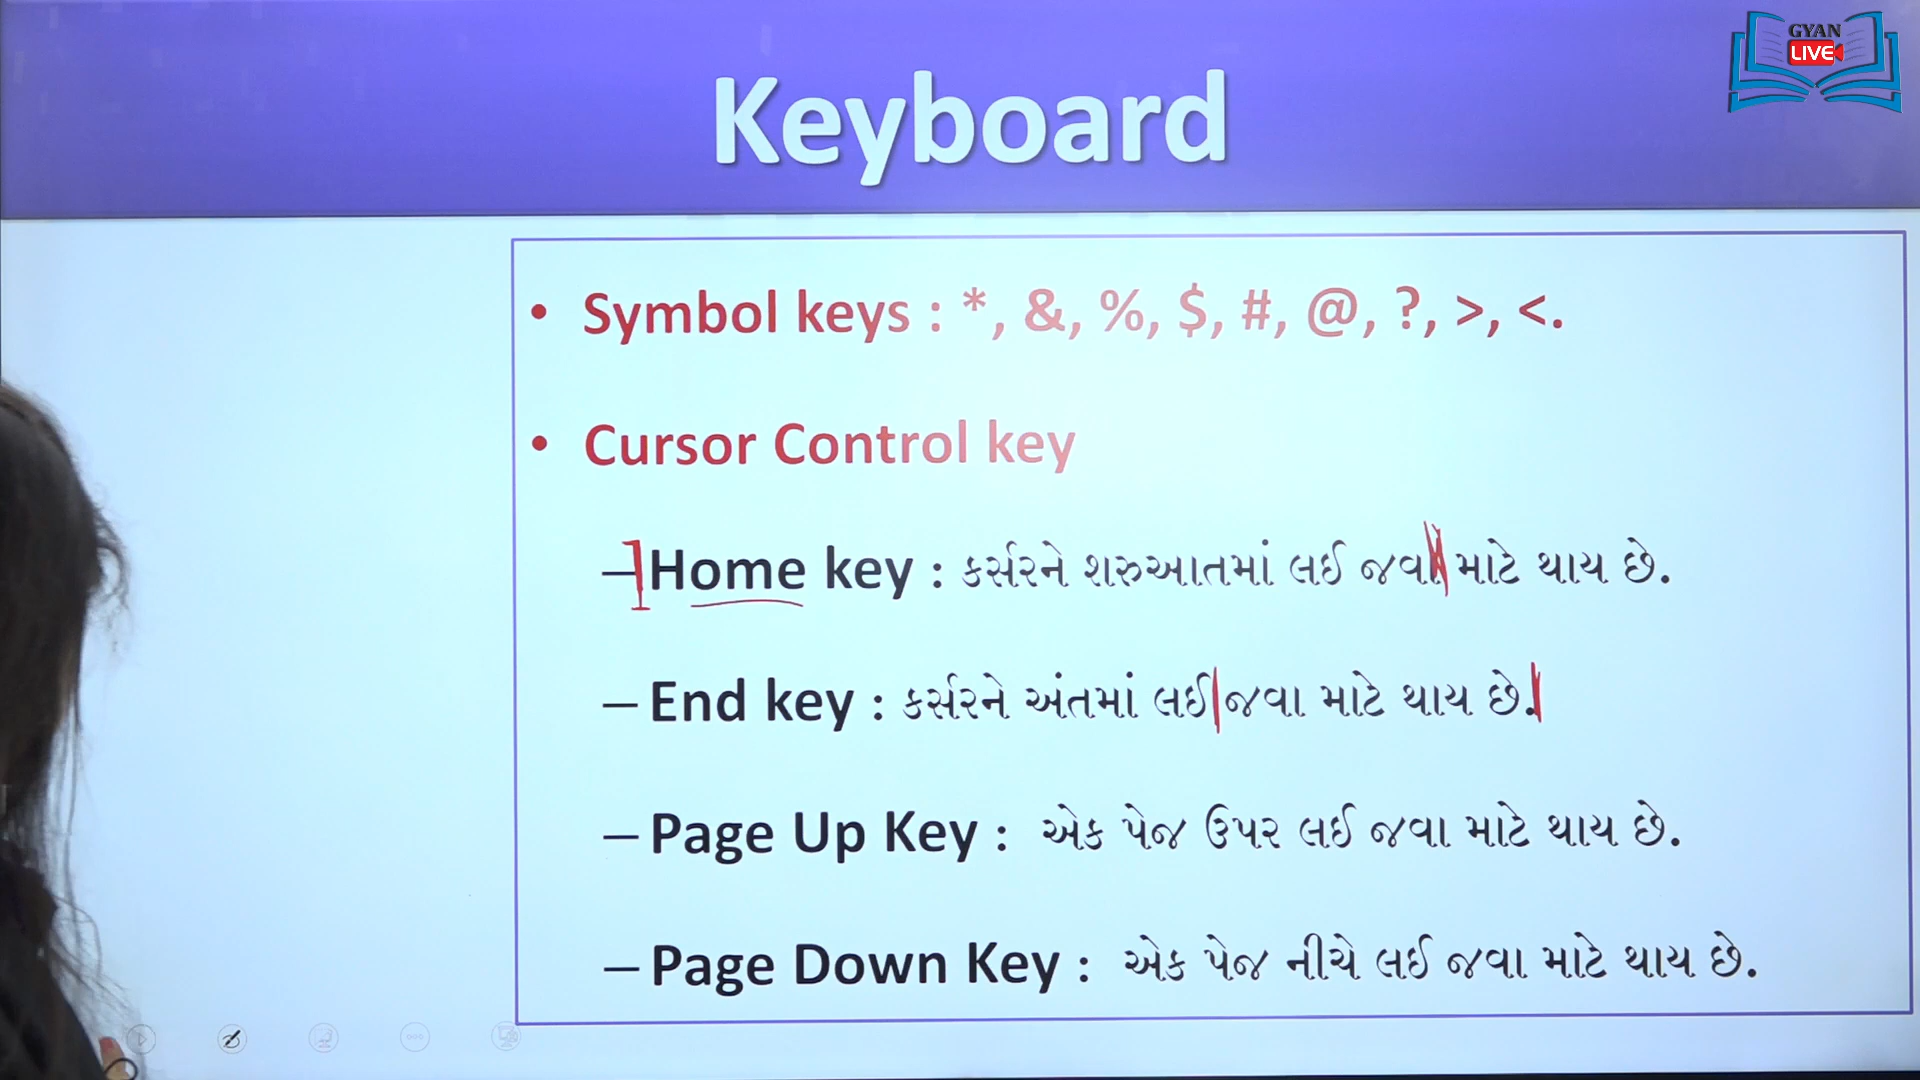 GYAN
LIVE
Keyboard
• Symbol keys : *, &, %, $, #, @, ?, >, <.
• Cursor Control key
– Home key : કર્સરને શરુઆતમાં લઈ જવા માટે થાય છે.
– End key : કર્સરને અંતમાં લઈ જવા માટે થાય છે.
– Page Up Key : એક પેજ ઉપર લઈ જવા માટે થાય છે.
– Page Down Key : એક પેજ નીચે લઈ જવા માટે થાય છે.